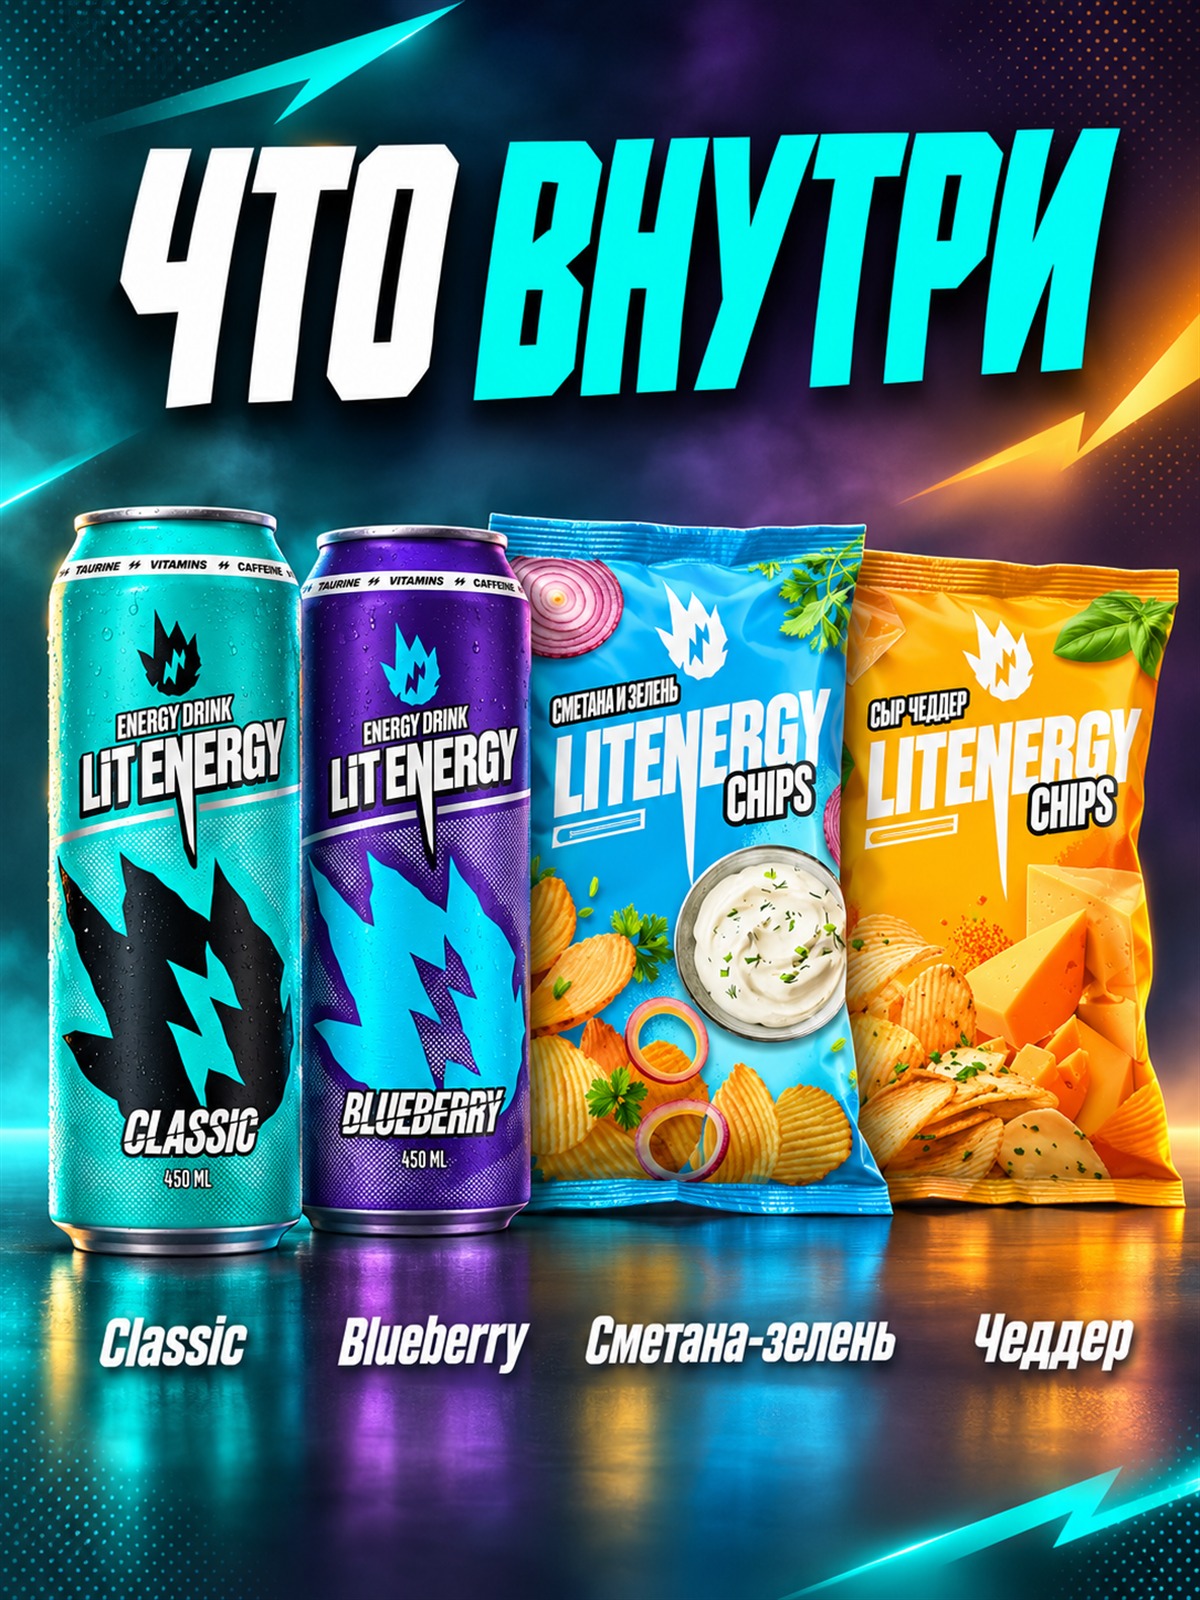 ЧТО ВНУТРИ
TAURINE VITAMINS CAFFEINE
ENERGY DRINK
LIT ENERGY
CLASSIC
450 ML
TAURINE VITAMINS CAFFEINE
ENERGY DRINK
LIT ENERGY
BLUEBERRY
450 ML
СМЕТАНА И ЗЕЛЕНЬ
LITENERGY
CHIPS
СЫР ЧЕДДЕР
LITENERGY
CHIPS
Classic
Blueberry
Сметана-зелень
Чеддер